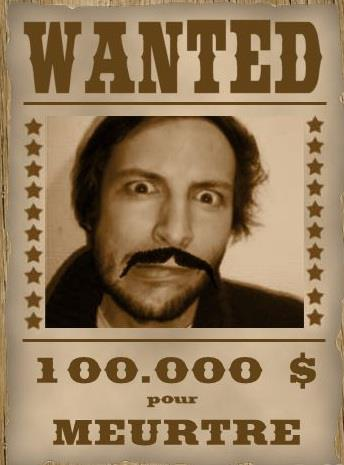 WANTED
100.000 $
pour
MEURTRE